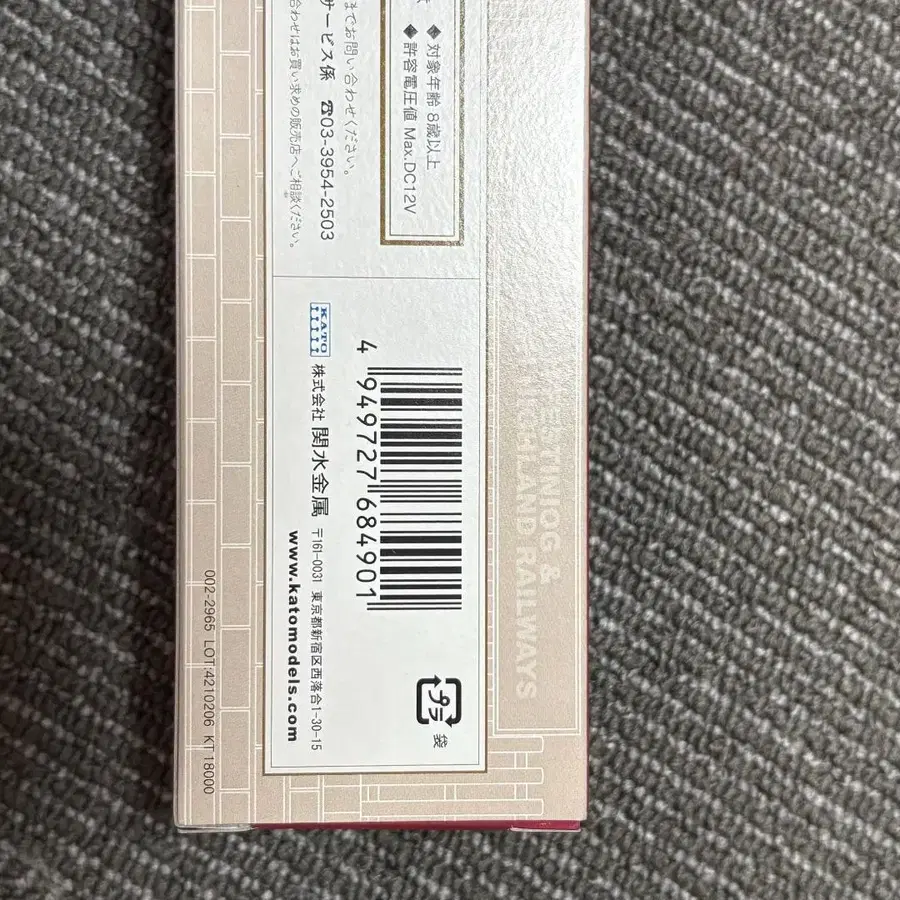 ◆対象年齢 8歳以上
◆許容電圧値 Max.DC12V
までお問い合わせください。
サービス係 ☎03-3954-2503
合わせはお買い求めの販売店へご相談ください。
KATO
株式会社 関水金属 〒161-0031 東京都新宿区西落合1-30-15
www.katomodels.com
4 949727 684901
プラ
袋
& HIGHLAND RAILWAYS
002-2965 LOT:4210206 KT 18000